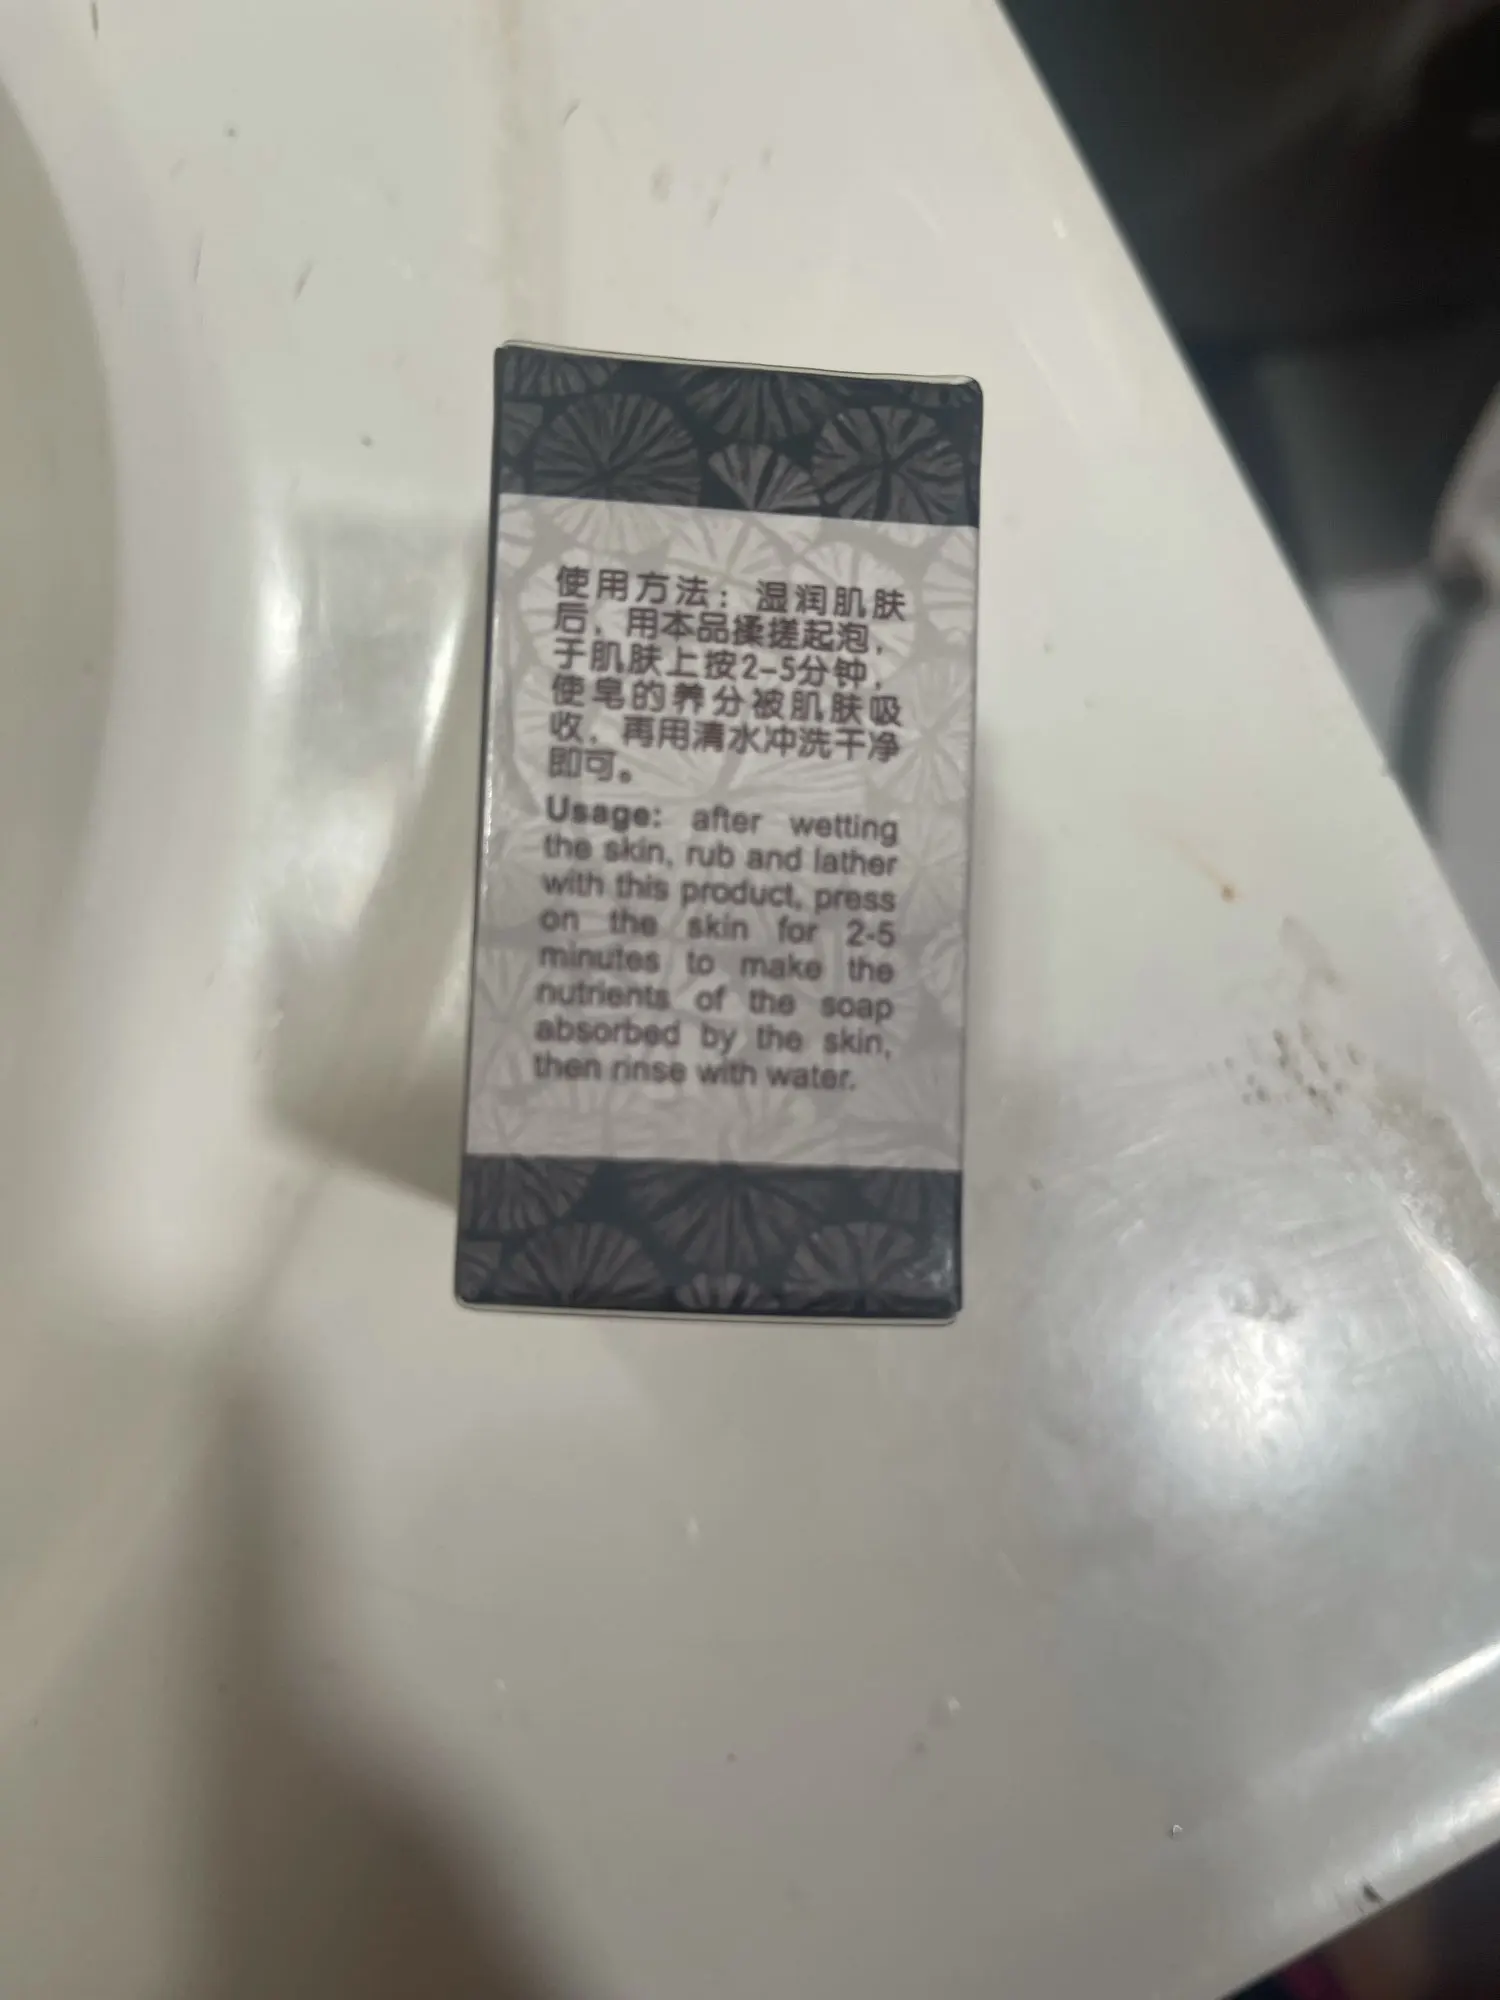 使用方法：湿润肌肤
后，用本品揉搓起泡，
于肌肤上按2-5分钟，
使皂的养分被肌肤吸
收，再用清水冲洗干净
即可。
Usage: after wetting
the skin, rub and lather
with this product, press
on the skin for 2-5
minutes to make the
nutrients of the soap
absorbed by the skin,
then rinse with water.